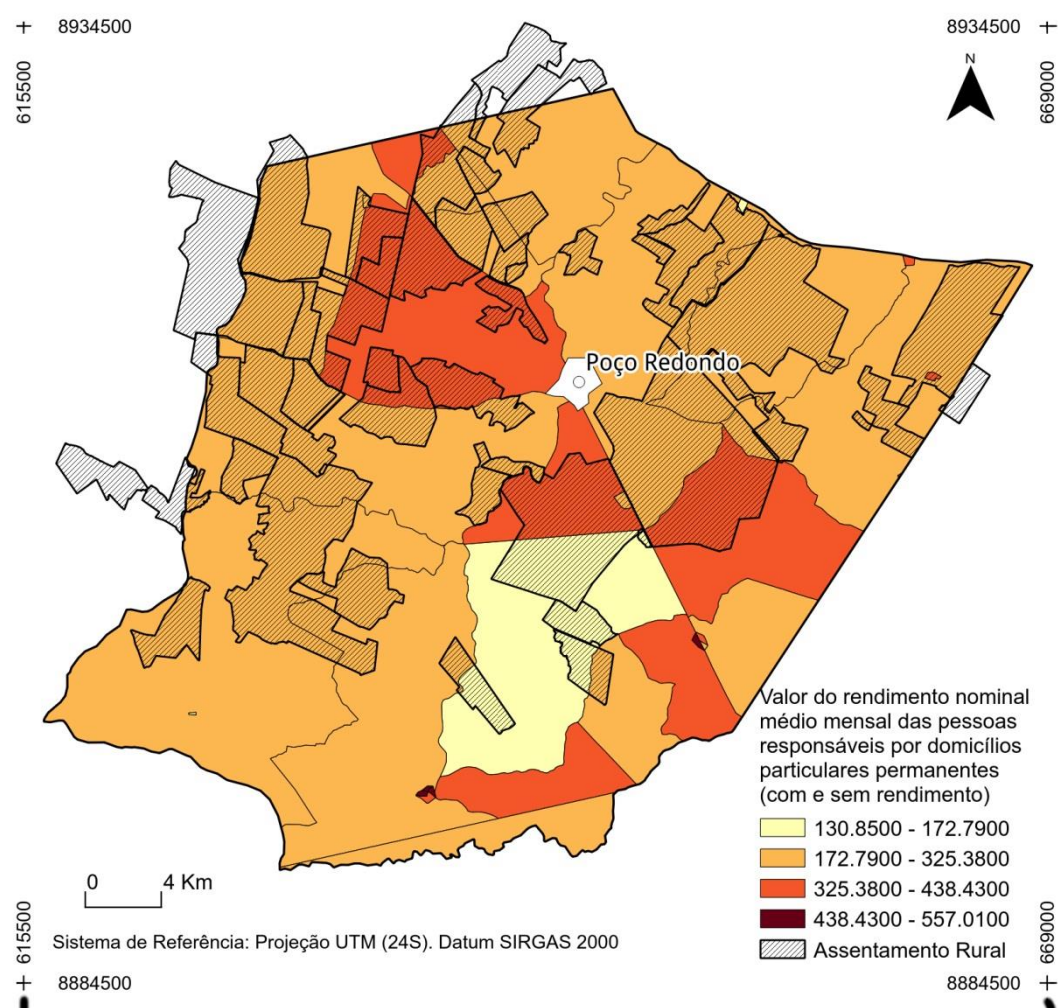 8934500
8934500
615500
669000
N
Poço Redondo
Valor do rendimento nominal
médio mensal das pessoas
responsáveis por domicílios
particulares permanentes
(com e sem rendimento)
130.8500 - 172.7900
172.7900 - 325.3800
325.3800 - 438.4300
438.4300 - 557.0100
Assentamento Rural
0 4 Km
Sistema de Referência: Projeção UTM (24S). Datum SIRGAS 2000
615500
669000
8884500
8884500